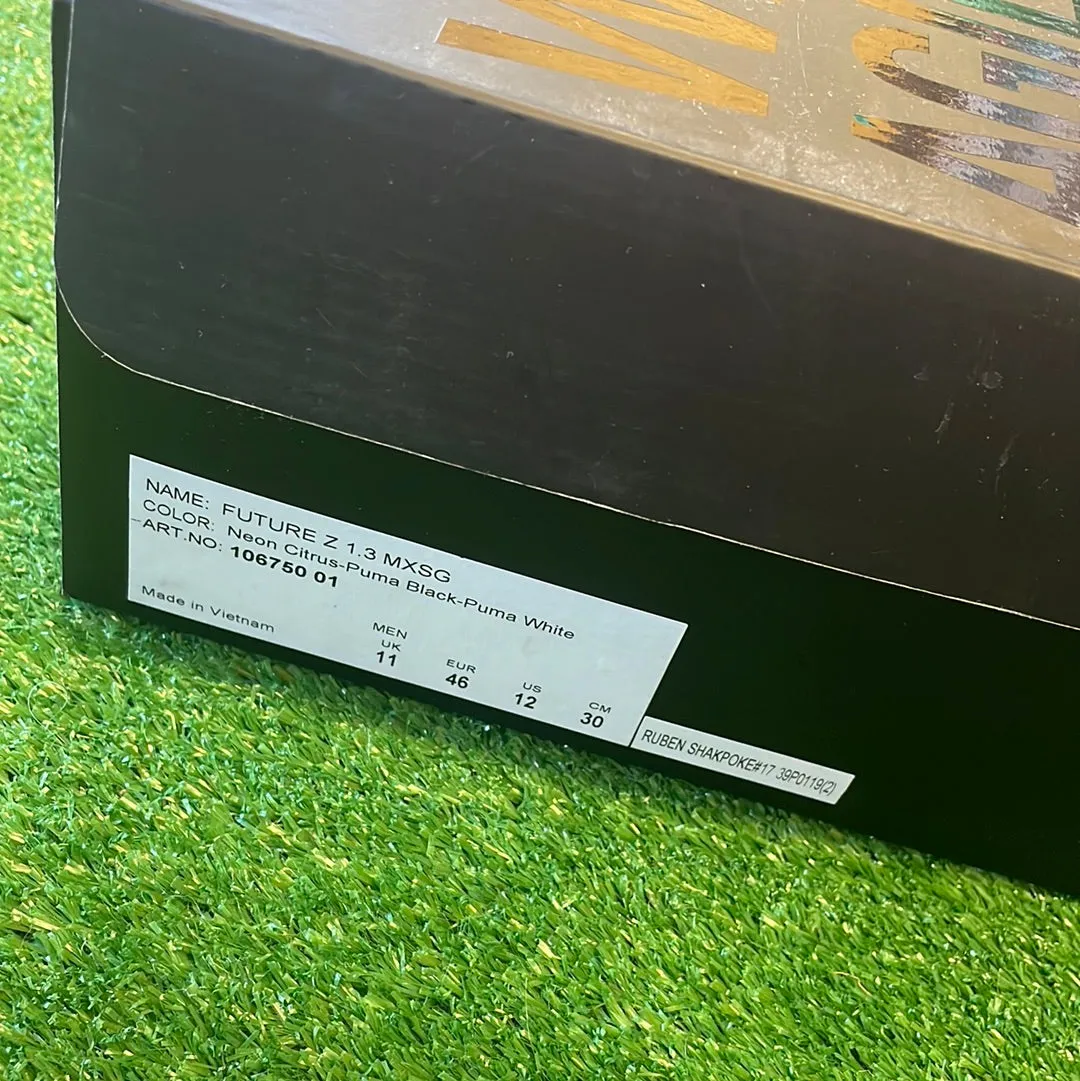 NAME: FUTURE Z 1.3 MXSG
COLOR: Neon Citrus-Puma Black-Puma White
ART.NO: 106750 01
Made in Vietnam
MEN
UK EUR US CM
11 46 12 30
RUBEN SHAKPOKE#17 39P0119(2)